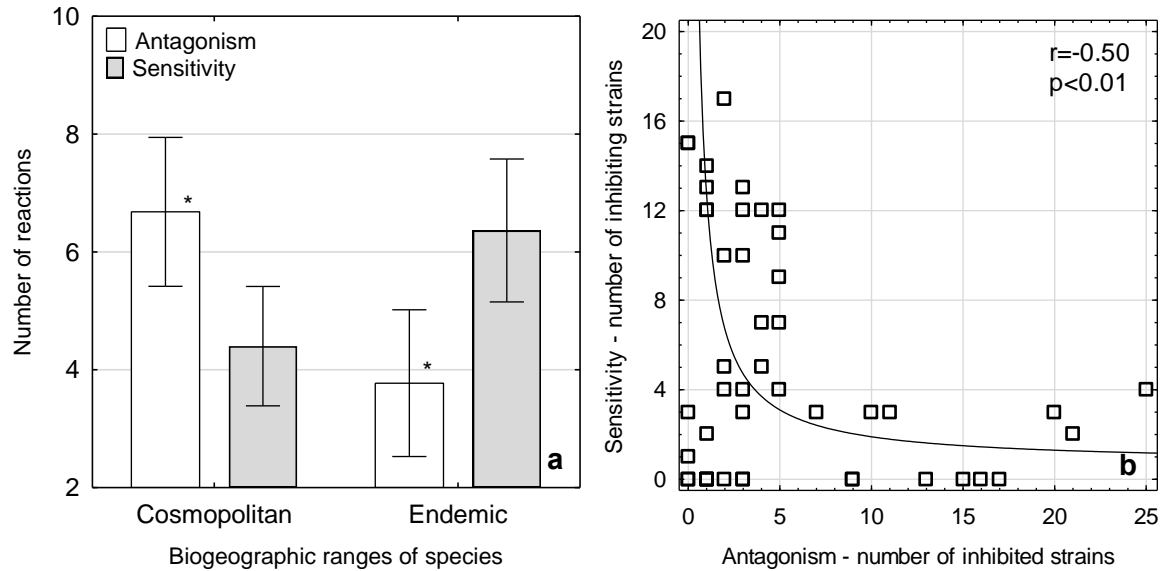 10
8
6
4
2
Number of reactions
Antagonism
Sensitivity
*
*
a
Cosmopolitan Endemic
Biogeographic ranges of species
20
16
12
8
4
0
Sensitivity - number of inhibiting strains
r=-0.50
p<0.01
b
0 5 10 15 20 25
Antagonism - number of inhibited strains